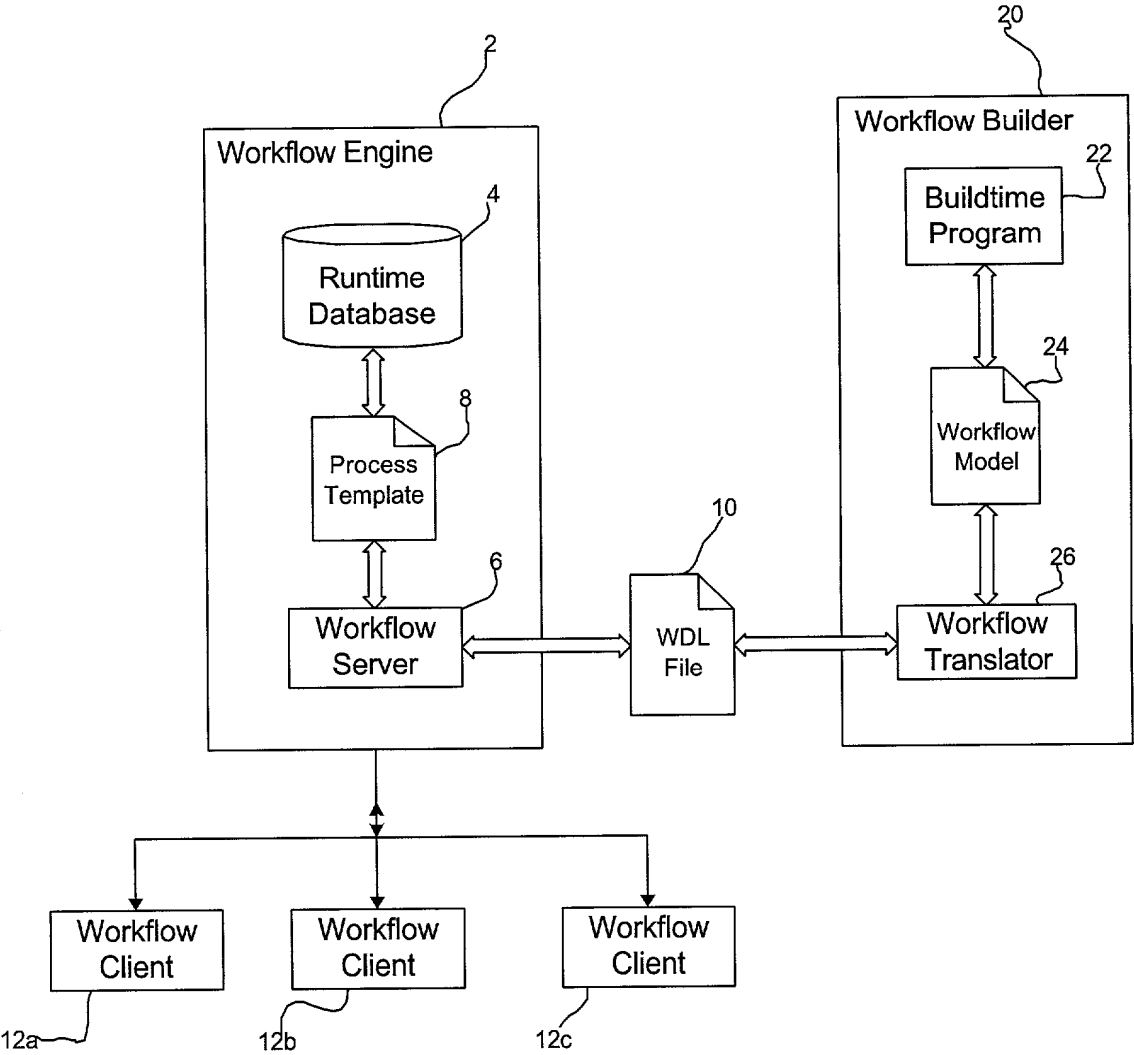 20
2
Workflow Engine
Workflow Builder
22
Buildtime
Program
4
Runtime
Database
24
Workflow
Model
8
Process
Template
10
6
Workflow
Server
WDL
File
26
Workflow
Translator
Workflow
Client
Workflow
Client
Workflow
Client
12a
12b
12c